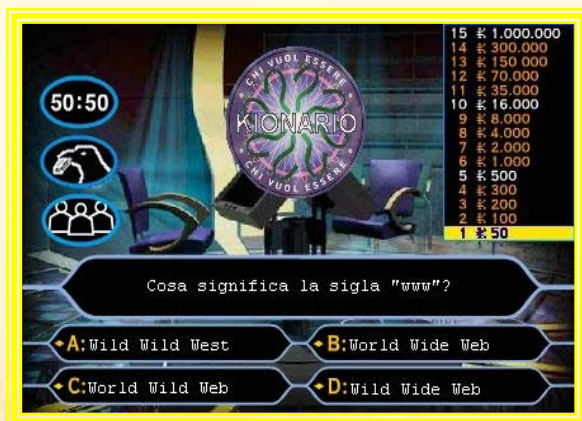 15 ₭ 1.000.000
14 ₭ 300.000
13 ₭ 150 000
12 ₭ 70.000
11 ₭ 35.000
10 ₭ 16.000
9 ₭ 8.000
8 ₭ 4.000
7 ₭ 2.000
6 ₭ 1.000
5 ₭ 500
4 ₭ 300
3 ₭ 200
2 ₭ 100
1 ₭ 50
50:50
CHI VUOL ESSERE
KIONARIO
CHI VUOL ESSERE
Cosa significa la sigla "www"?
A:Wild Wild West
B:World Wide Web
C:World Wild Web
D:Wild Wide Web